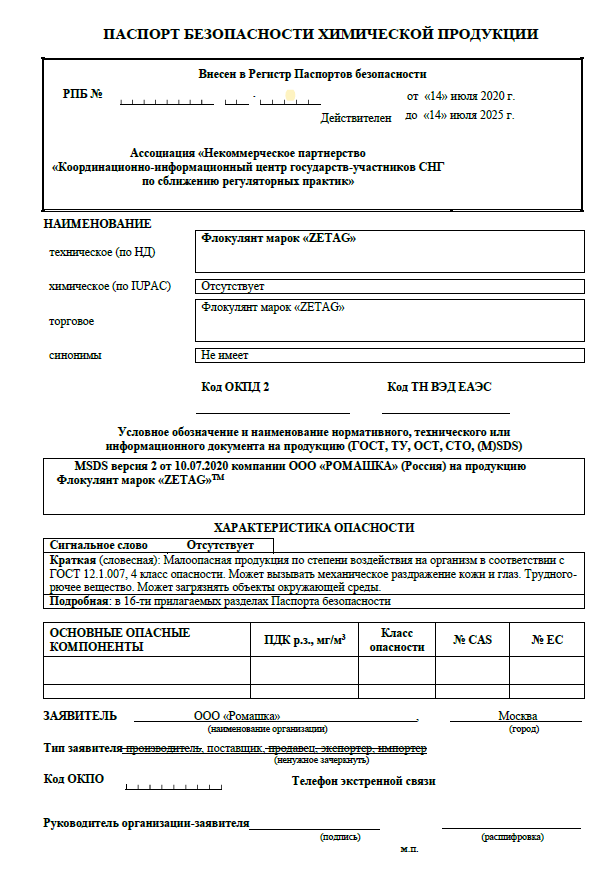 ПАСПОРТ БЕЗОПАСНОСТИ ХИМИЧЕСКОЙ ПРОДУКЦИИ
Внесен в Регистр Паспортов безопасности
РПБ № . от «14» июля 2020 г.
Действителен до «14» июля 2025 г.
Ассоциация «Некоммерческое партнерство
«Координационно-информационный центр государств-участников СНГ
по сближению регуляторных практик»
НАИМЕНОВАНИЕ
техническое (по НД) Флокулянт марок «ZETAG»
химическое (по IUPAC) Отсутствует
торговое Флокулянт марок «ZETAG»
синонимы Не имеет
Код ОКПД 2 Код ТН ВЭД ЕАЭС
Условное обозначение и наименование нормативного, технического или
информационного документа на продукцию (ГОСТ, ТУ, ОСТ, СТО, (M)SDS)
MSDS версия 2 от 10.07.2020 компании ООО «РОМАШКА» (Россия) на продукцию
Флокулянт марок «ZETAG»TM
ХАРАКТЕРИСТИКА ОПАСНОСТИ
Сигнальное слово Отсутствует
Краткая (словесная): Малоопасная продукция по степени воздействия на организм в соответствии с
ГОСТ 12.1.007, 4 класс опасности. Может вызывать механическое раздражение кожи и глаз. Трудного-
рючее вещество. Может загрязнять объекты окружающей среды.
Подробная: в 16-ти прилагаемых разделах Паспорта безопасности
ОСНОВНЫЕ ОПАСНЫЕ КОМПОНЕНТЫ
ПДК р.з., мг/м³
Класс опасности
№ CAS
№ ЕС
ЗАЯВИТЕЛЬ ООО «Ромашка» , Москва
(наименование организации) (город)
Тип заявителя производитель, поставщик, продавец, экспортер, импортер
(ненужное зачеркнуть)
Код ОКПО Телефон экстренной связи
Руководитель организации-заявителя
(подпись) (расшифровка)
м.п.